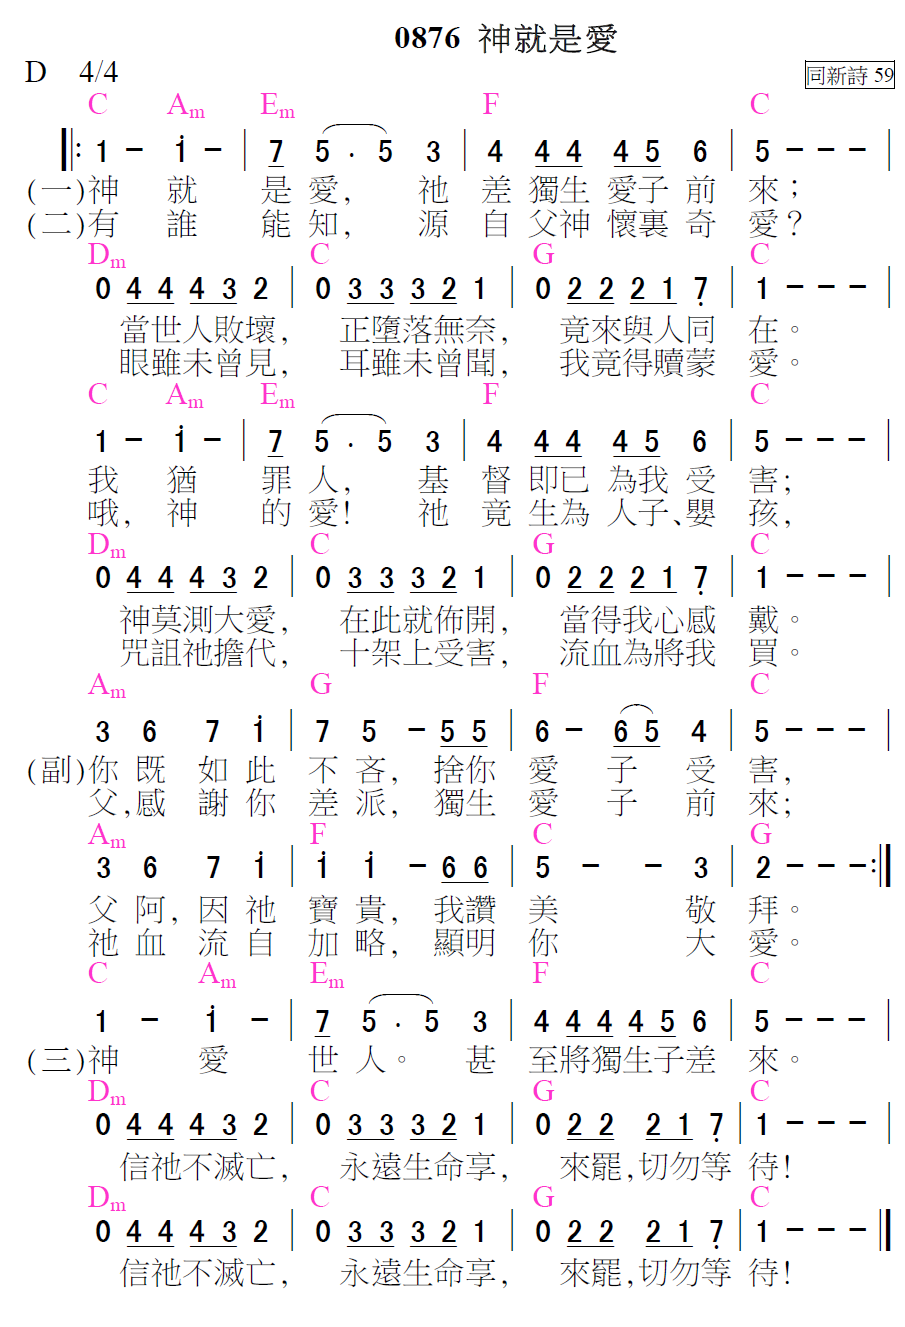 0876 神就是愛
D 4/4 同新詩 59
C Am Em F C
1 - i - 7 5 . 5 3 4 4 4 4 5 6 5 - - -
(一)神 就 是 愛, 祂 差 獨生 愛子 前 來；
(二)有 誰 能 知, 源 自 父神 懷裏 奇 愛？
Dm C G C
0 4 4 4 3 2 0 3 3 3 2 1 0 2 2 2 1 7 1 - - -
當世人敗壞, 正墮落無奈, 竟來與人同 在。
眼雖未曾見, 耳雖未曾聞, 我竟得贖蒙 愛。
C Am Em F C
1 - i - 7 5 . 5 3 4 4 4 4 5 6 5 - - -
我 猶 罪 人, 基 督 即已 為我 受 害;
哦, 神 的 愛! 祂 竟 生為 人子、嬰 孩,
Dm C G C
0 4 4 4 3 2 0 3 3 3 2 1 0 2 2 2 1 7 1 - - -
神莫測大愛, 在此就佈開, 當得我心感 戴。
咒詛祂擔代, 十架上受害, 流血為將我 買。
Am G F C
3 6 7 i 7 5 - 5 5 6 - 6 5 4 5 - - -
(副)你 既 如 此 不 吝, 捨你 愛 子 受 害,
父,感 謝 你 差 派, 獨生 愛 子 前 來;
Am F C G
3 6 7 i i i - 6 6 5 - - 3 2 - - - :
父 阿, 因 祂 寶 貴, 我讚 美 敬 拜。
祂 血 流 自 加 略, 顯明 你 大 愛。
C Am Em F C
1 - i - 7 5 . 5 3 4 4 4 4 5 6 5 - - -
(三)神 愛 世 人。 甚 至將獨生子差 來。
Dm C G C
0 4 4 4 3 2 0 3 3 3 2 1 0 2 2 2 1 7 1 - - -
信祂不滅亡, 永遠生命享, 來罷,切勿等 待!
Dm C G C
0 4 4 4 3 2 0 3 3 3 2 1 0 2 2 2 1 7 1 - - -
信祂不滅亡, 永遠生命享, 來罷,切勿等 待!